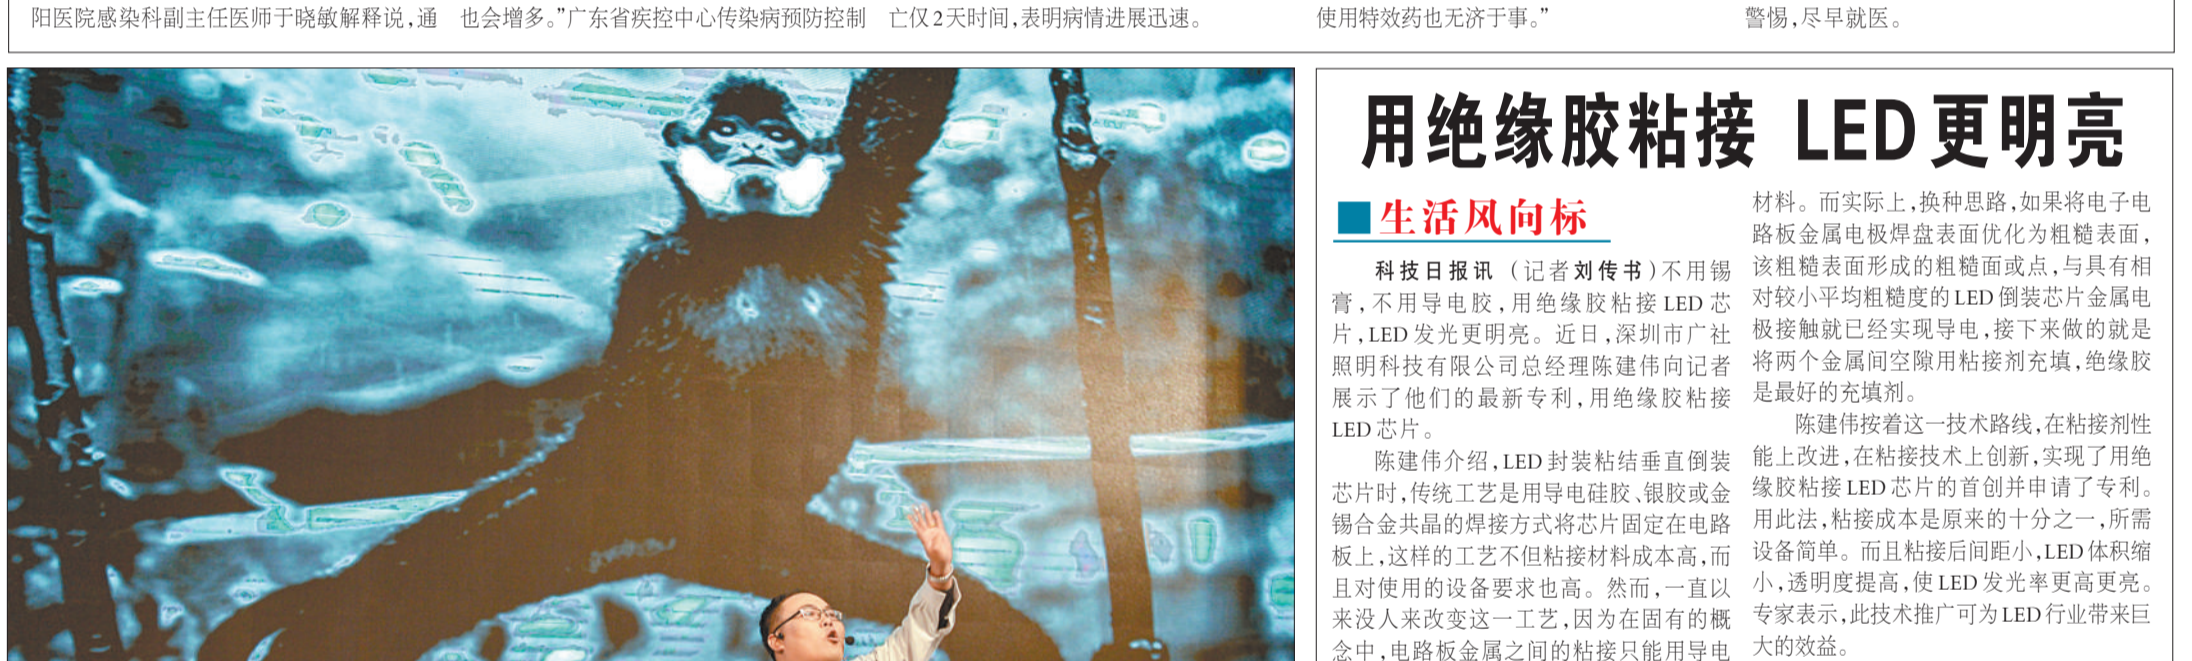 阳医院感染科副主任医师于晓敏解释说,通
也会增多。”广东省疾控中心传染病预防控制
亡仅2天时间,表明病情进展迅速。
使用特效药也无济于事。”
警惕,尽早就医。
用绝缘胶粘接 LED更明亮
生活风向标
科技日报讯 (记者刘传书)不用锡
膏,不用导电胶,用绝缘胶粘接LED芯
片,LED发光更明亮。近日,深圳市广社
照明科技有限公司总经理陈建伟向记者
展示了他们的最新专利,用绝缘胶粘接
LED芯片。
陈建伟介绍,LED封装粘结垂直倒装
芯片时,传统工艺是用导电硅胶、银胶或金
锡合金共晶的焊接方式将芯片固定在电路
板上,这样的工艺不但粘接材料成本高,而
且对使用的设备要求也高。然而,一直以
来没人来改变这一工艺,因为在固有的概
念中,电路板金属之间的粘接只能用导电
材料。而实际上,换种思路,如果将电子电
路板金属电极焊盘表面优化为粗糙表面,
该粗糙表面形成的粗糙面或点,与具有相
对较小平均粗糙度的LED倒装芯片金属电
极接触就已经实现导电,接下来做的就是
将两个金属间空隙用粘接剂充填,绝缘胶
是最好的充填剂。
陈建伟按着这一技术路线,在粘接剂性
能上改进,在粘接技术上创新,实现了用绝
缘胶粘接LED芯片的首创并申请了专利。
用此法,粘接成本是原来的十分之一,所需
设备简单。而且粘接后间距小,LED体积缩
小,透明度提高,使LED发光率更高更亮。
专家表示,此技术推广可为LED行业带来巨
大的效益。